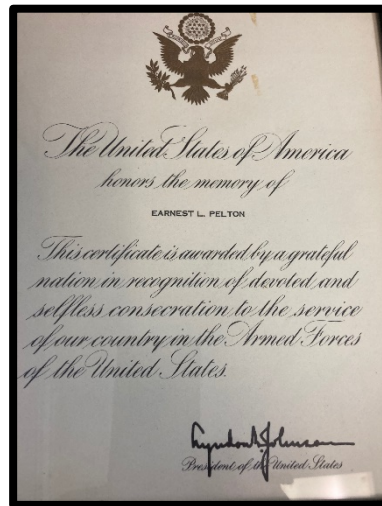 The United States of America
honors the memory of
EARNEST L. PELTON
This certificate is awarded by a grateful
nation in recognition of devoted and
selfless consecration to the service
of our country in the Armed Forces
of the United States.
Lyndon B. Johnson
President of the United States